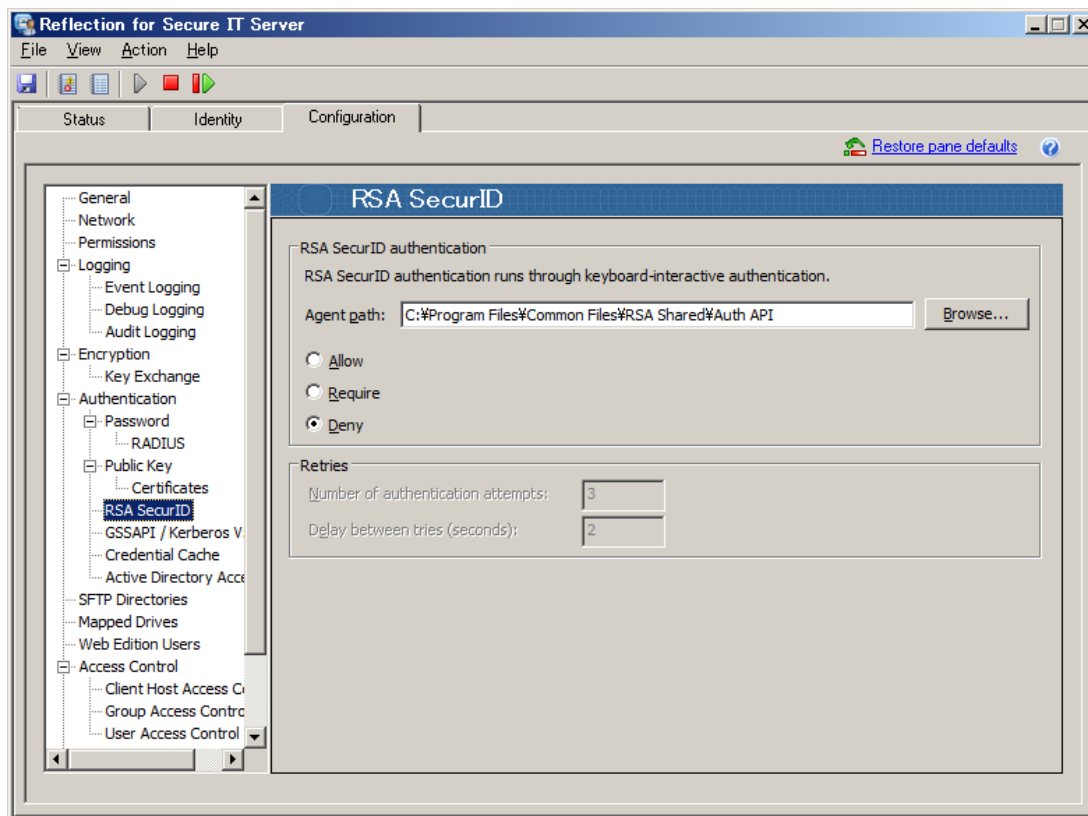 Reflection for Secure IT Server
File View Action Help
Status Identity Configuration
Restore pane defaults
General
Network
Permissions
Logging
Event Logging
Debug Logging
Audit Logging
Encryption
Key Exchange
Authentication
Password
RADIUS
Public Key
Certificates
RSA SecurID
GSSAPI / Kerberos V
Credential Cache
Active Directory Acce
SFTP Directories
Mapped Drives
Web Edition Users
Access Control
Client Host Access C
Group Access Contro
User Access Control
RSA SecurID
RSA SecurID authentication
RSA SecurID authentication runs through keyboard-interactive authentication.
Agent path: C:¥Program Files¥Common Files¥RSA Shared¥Auth API Browse...
Allow
Require
Deny
Retries
Number of authentication attempts: 3
Delay between tries (seconds): 2